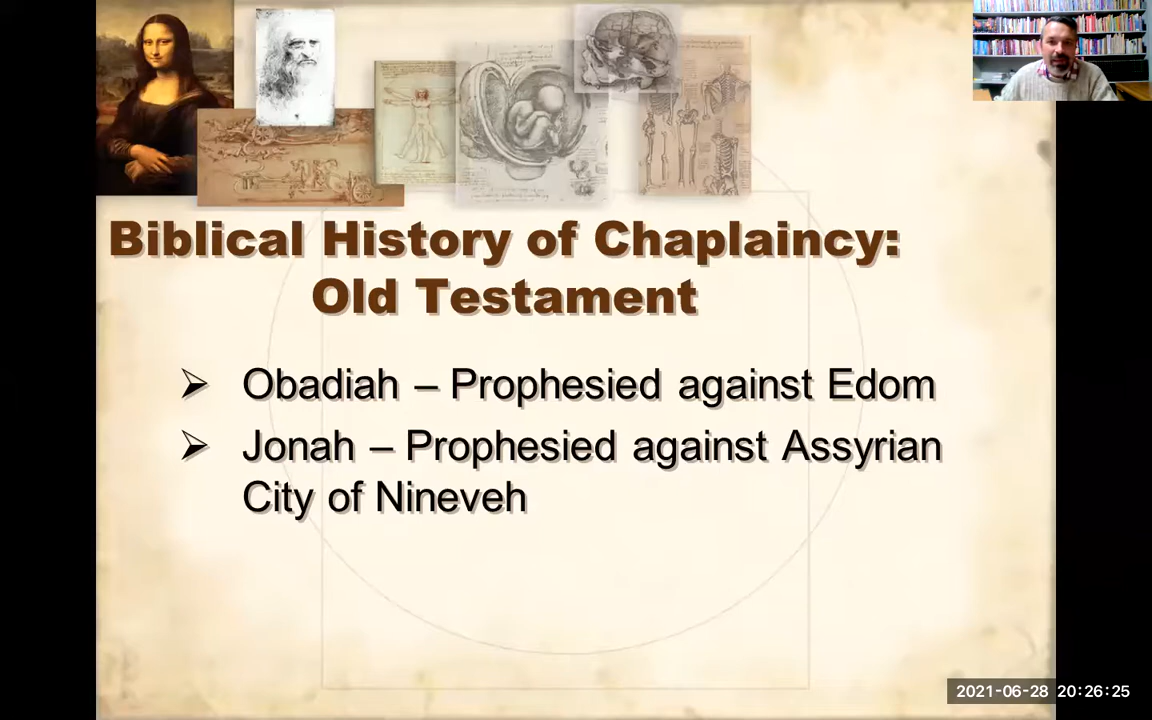 Biblical History of Chaplaincy:
Old Testament
➢ Obadiah – Prophesied against Edom
➢ Jonah – Prophesied against Assyrian
City of Nineveh
2021-06-28 20:26:25